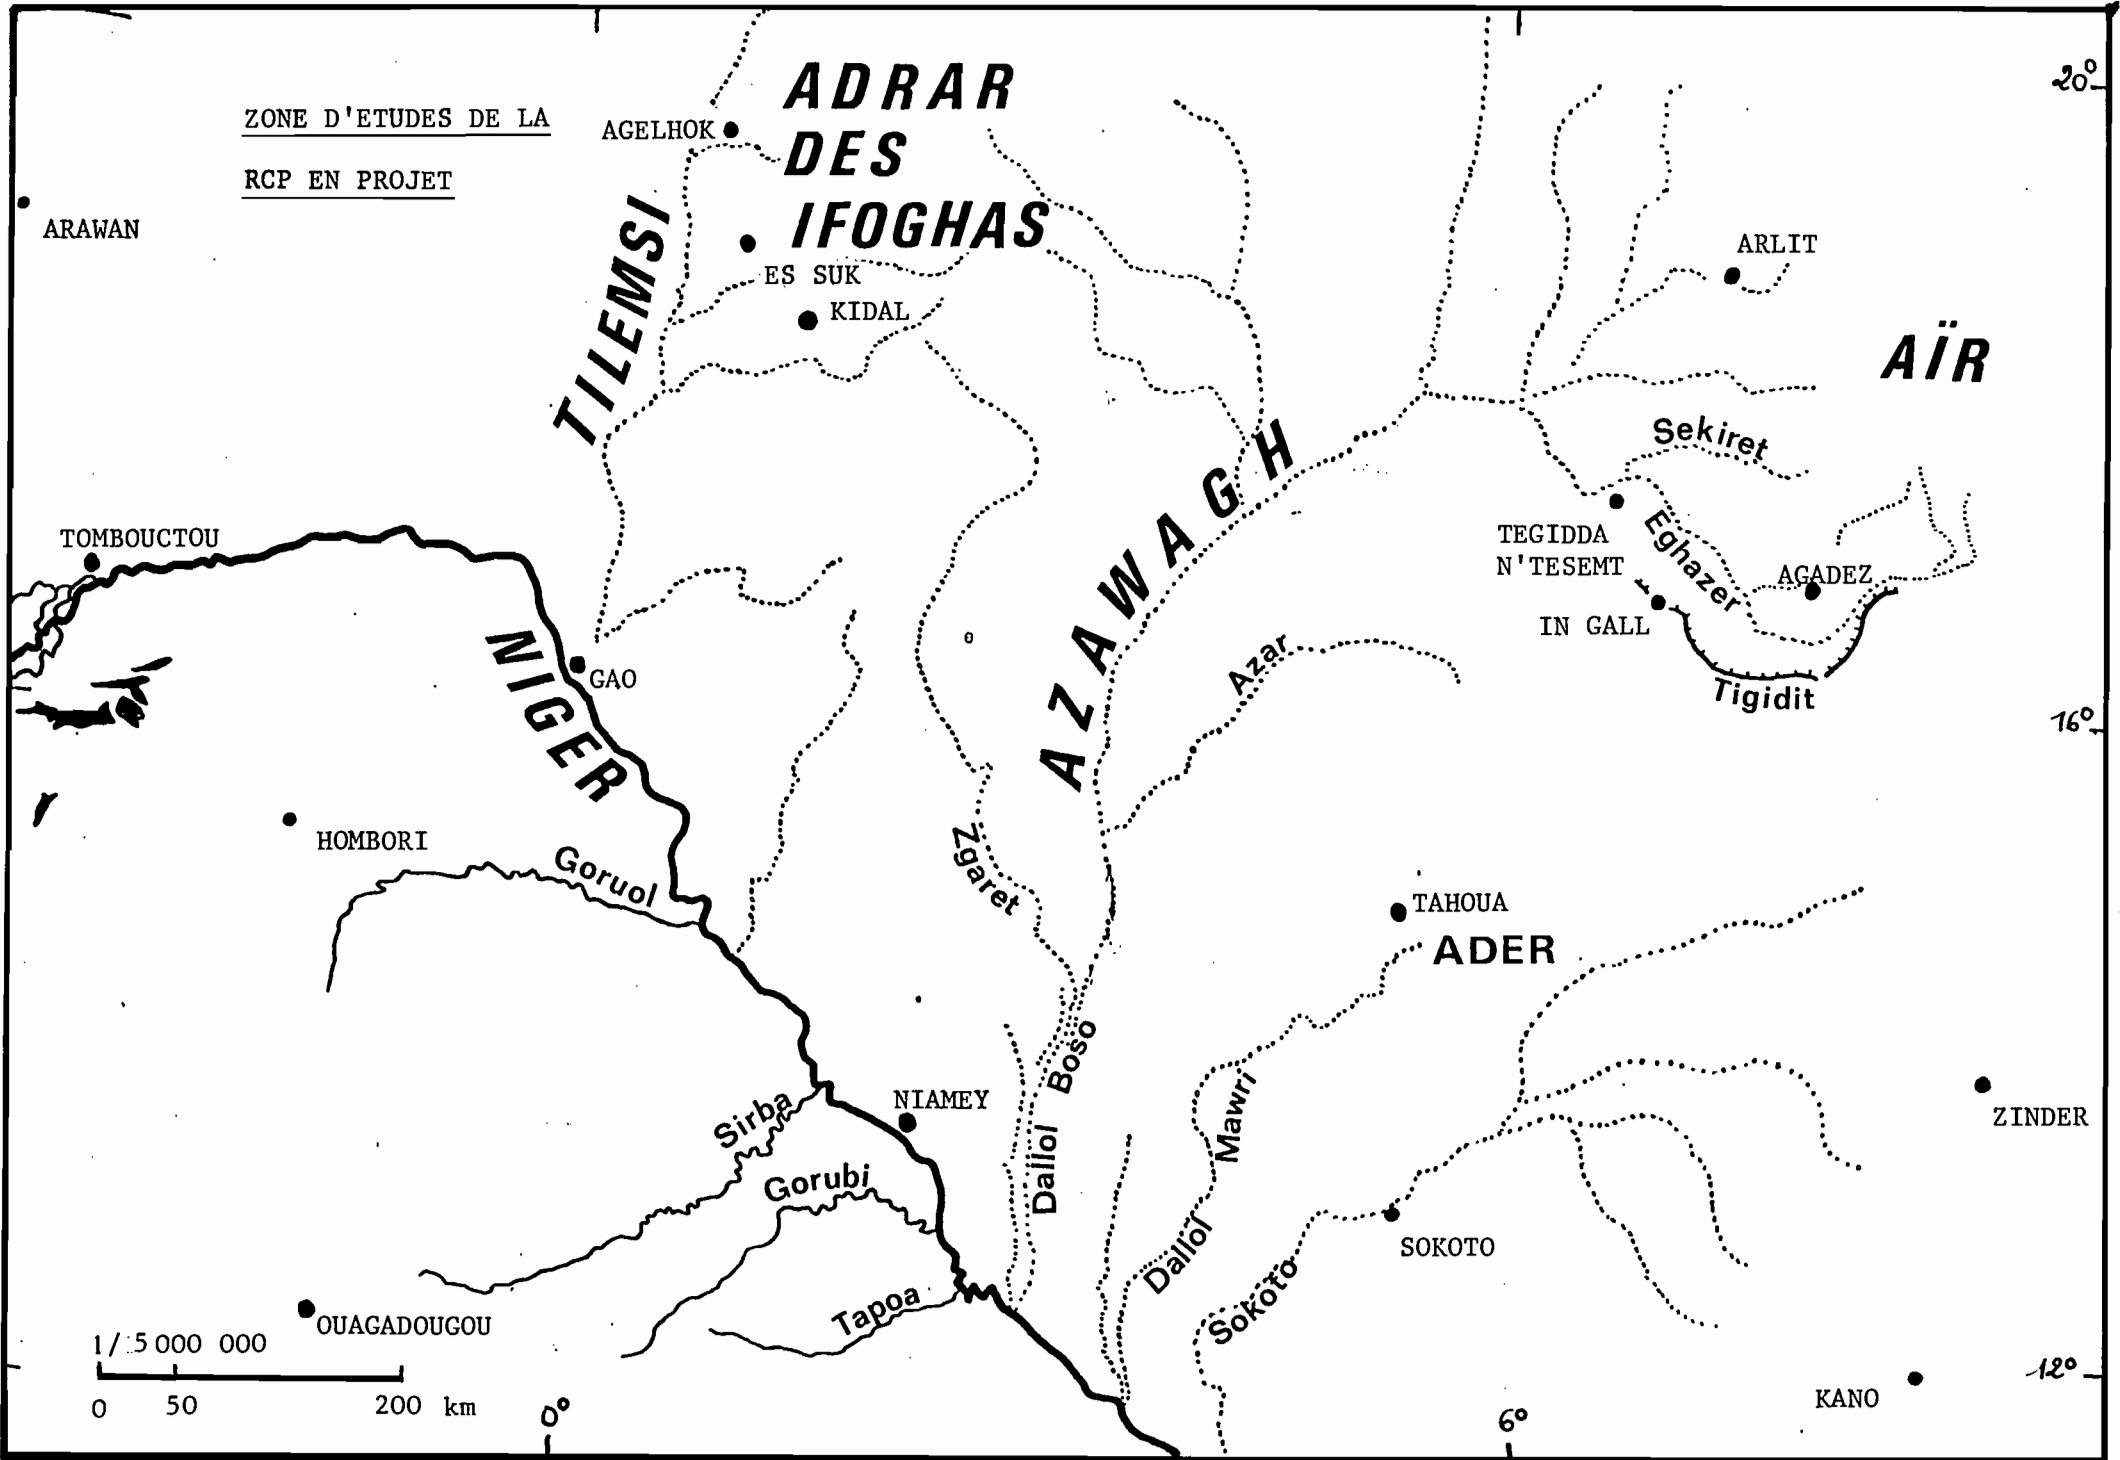 ZONE D'ETUDES DE LA
RCP EN PROJET
ADRAR
DES
IFOGHAS
20°
AGELHOK
ARAWAN
TILEMSI
ES SUK
KIDAL
ARLIT
AÏR
Sekiret
AZAWAGH
TOMBOUCTOU
TEGIDDA
N'TESEMT
Eghazer
AGADEZ
IN GALL
Tigidit
NIGER
GAO
Azar
16°
HOMBORI
Goruol
Zgaret
TAHOUA
ADER
Dallol Boso
NIAMEY
Sirba
Gorubi
Dallol Mawri
ZINDER
SOKOTO
Sokoto
Tapoa
OUAGADOUGOU
1/5 000 000
0 50 200 km
0°
6°
12°
KANO